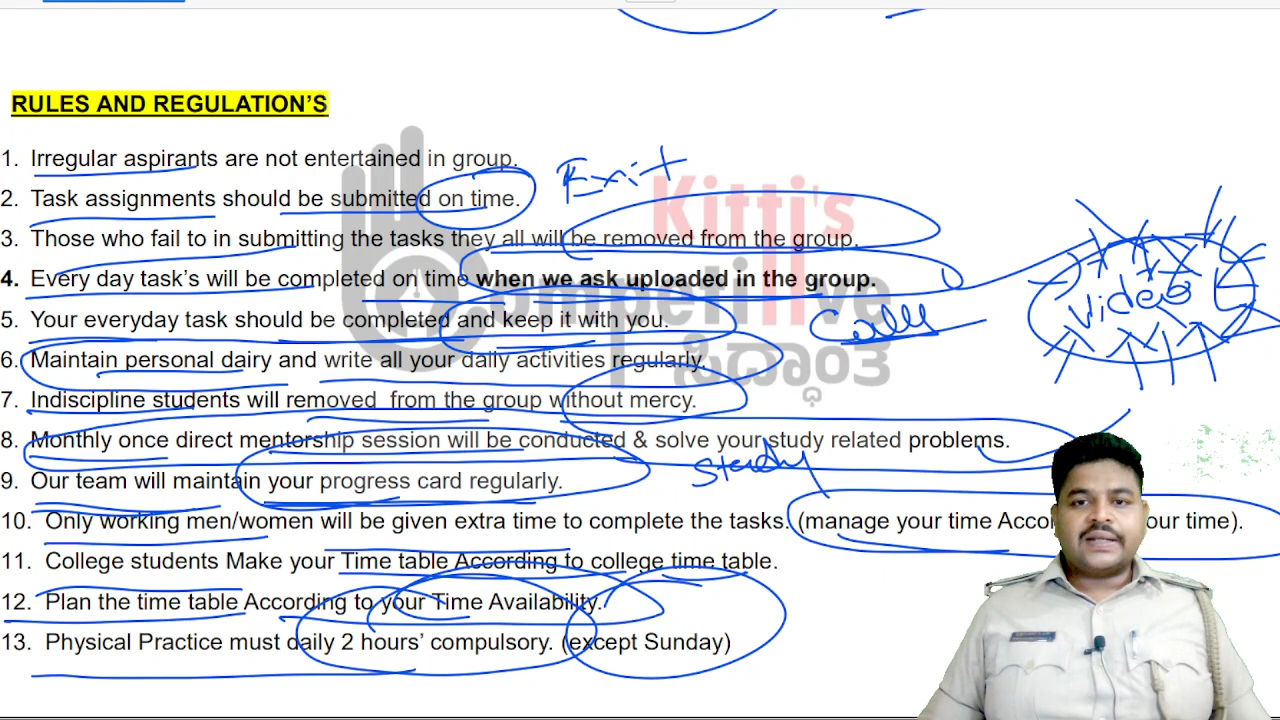 RULES AND REGULATION’S
1. Irregular aspirants are not entertained in group.
Exit
2. Task assignments should be submitted on time.
Kitti's
3. Those who fail to in submitting the tasks they all will be removed from the group.
4. Every day task’s will be completed on time when we ask uploaded in the group.
Video
ompetiiive
5. Your everyday task should be completed and keep it with you.
Calls
6. Maintain personal dairy and write all your daily activities regularly.
7. Indiscipline students will removed from the group without mercy.
8. Monthly once direct mentorship session will be conducted & solve your study related problems.
Study
9. Our team will maintain your progress card regularly.
10. Only working men/women will be given extra time to complete the tasks. (manage your time Accor our time).
11. College students Make your Time table According to college time table.
12. Plan the time table According to your Time Availability.
13. Physical Practice must daily 2 hours’ compulsory. (except Sunday)